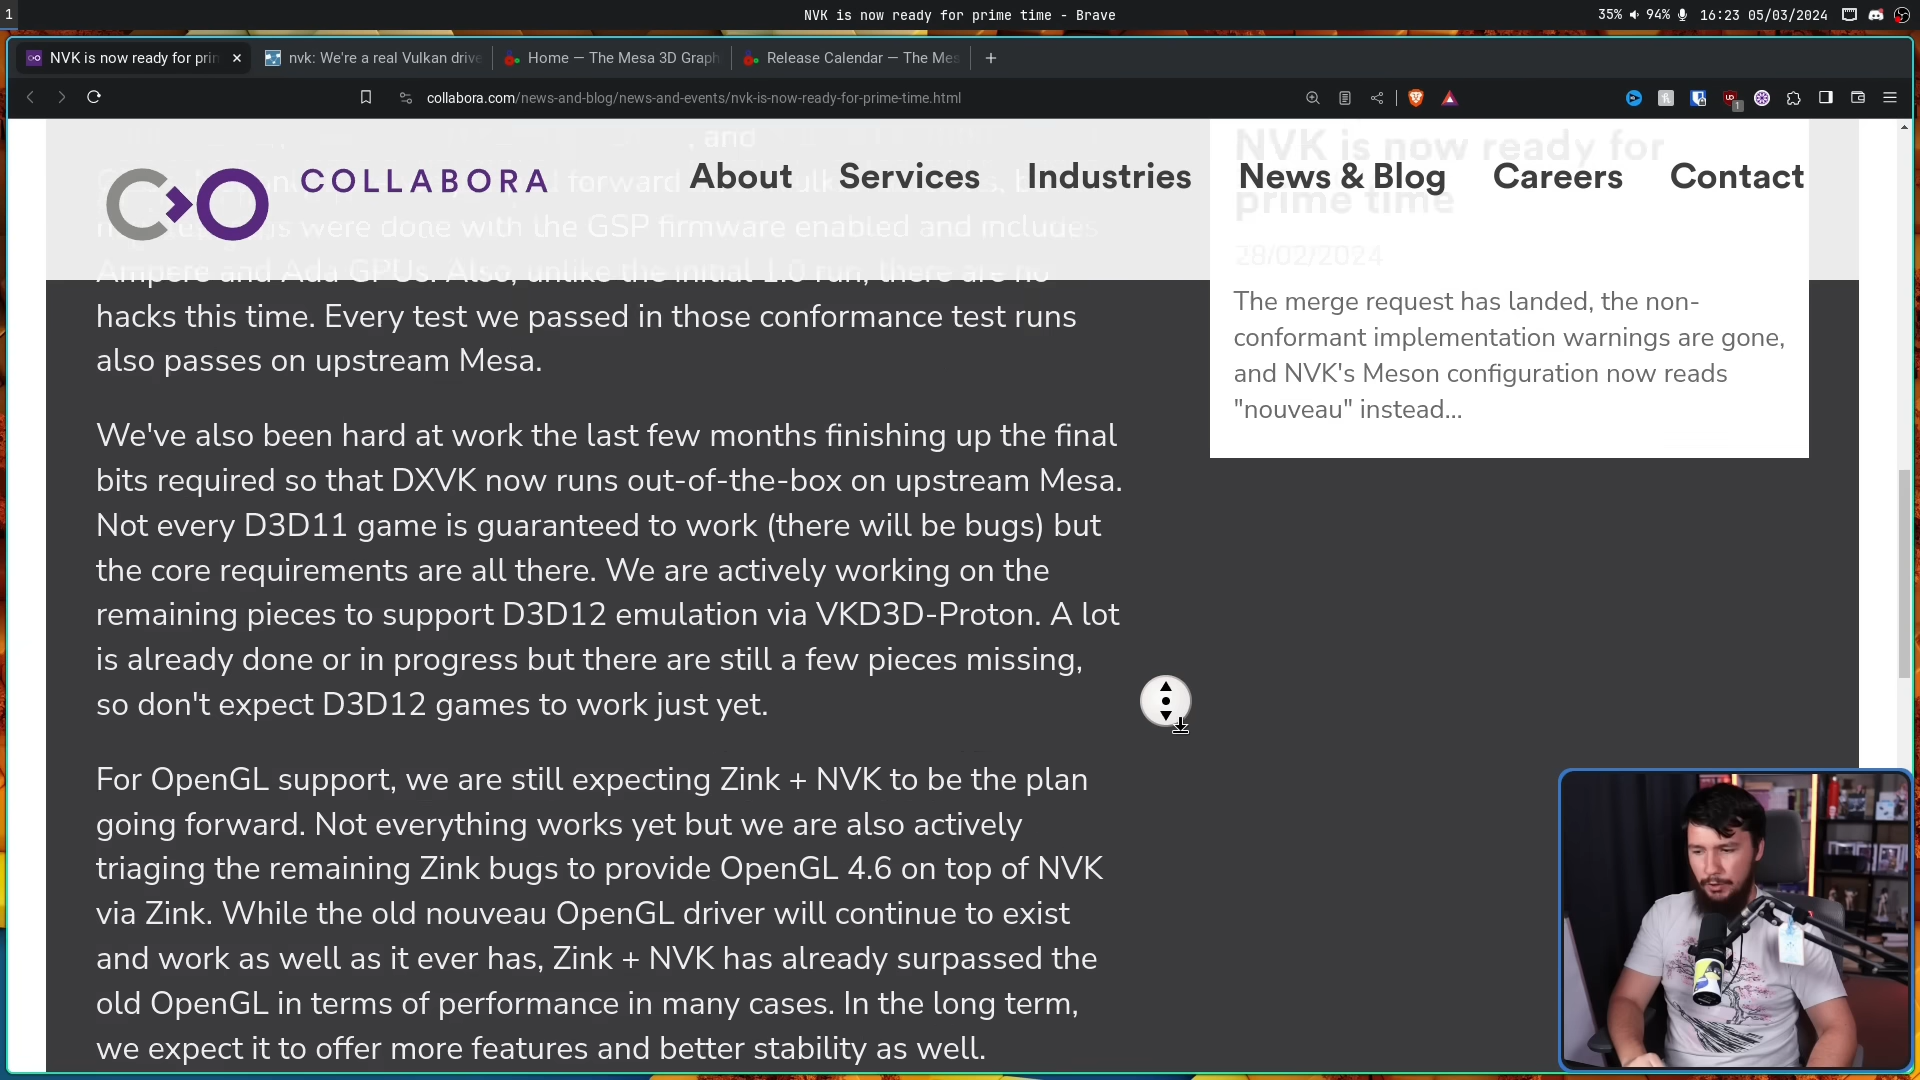 1
NVK is now ready for prime time - Brave
35% 94% 16:23 05/03/2024
NVK is now ready for prin
nvk: We're a real Vulkan drive
Home — The Mesa 3D Graph
Release Calendar — The Mes
collabora.com/news-and-blog/news-and-events/nvk-is-now-ready-for-prime-time.html
1
COLLABORA
About
Services
Industries
News & Blog
Careers
Contact
, and
forward
were done with the GSP firmware enabled and includes
Ampere and Ada GPUs. Also, unlike the initial 1.0 run, there are no
hacks this time. Every test we passed in those conformance test runs
also passes on upstream Mesa.
We've also been hard at work the last few months finishing up the final
bits required so that DXVK now runs out-of-the-box on upstream Mesa.
Not every D3D11 game is guaranteed to work (there will be bugs) but
the core requirements are all there. We are actively working on the
remaining pieces to support D3D12 emulation via VKD3D-Proton. A lot
is already done or in progress but there are still a few pieces missing,
so don't expect D3D12 games to work just yet.
For OpenGL support, we are still expecting Zink + NVK to be the plan
going forward. Not everything works yet but we are also actively
triaging the remaining Zink bugs to provide OpenGL 4.6 on top of NVK
via Zink. While the old nouveau OpenGL driver will continue to exist
and work as well as it ever has, Zink + NVK has already surpassed the
old OpenGL in terms of performance in many cases. In the long term,
we expect it to offer more features and better stability as well.
NVK is now ready for
prime time
28/02/2024
The merge request has landed, the non-
conformant implementation warnings are gone,
and NVK's Meson configuration now reads
"nouveau" instead...